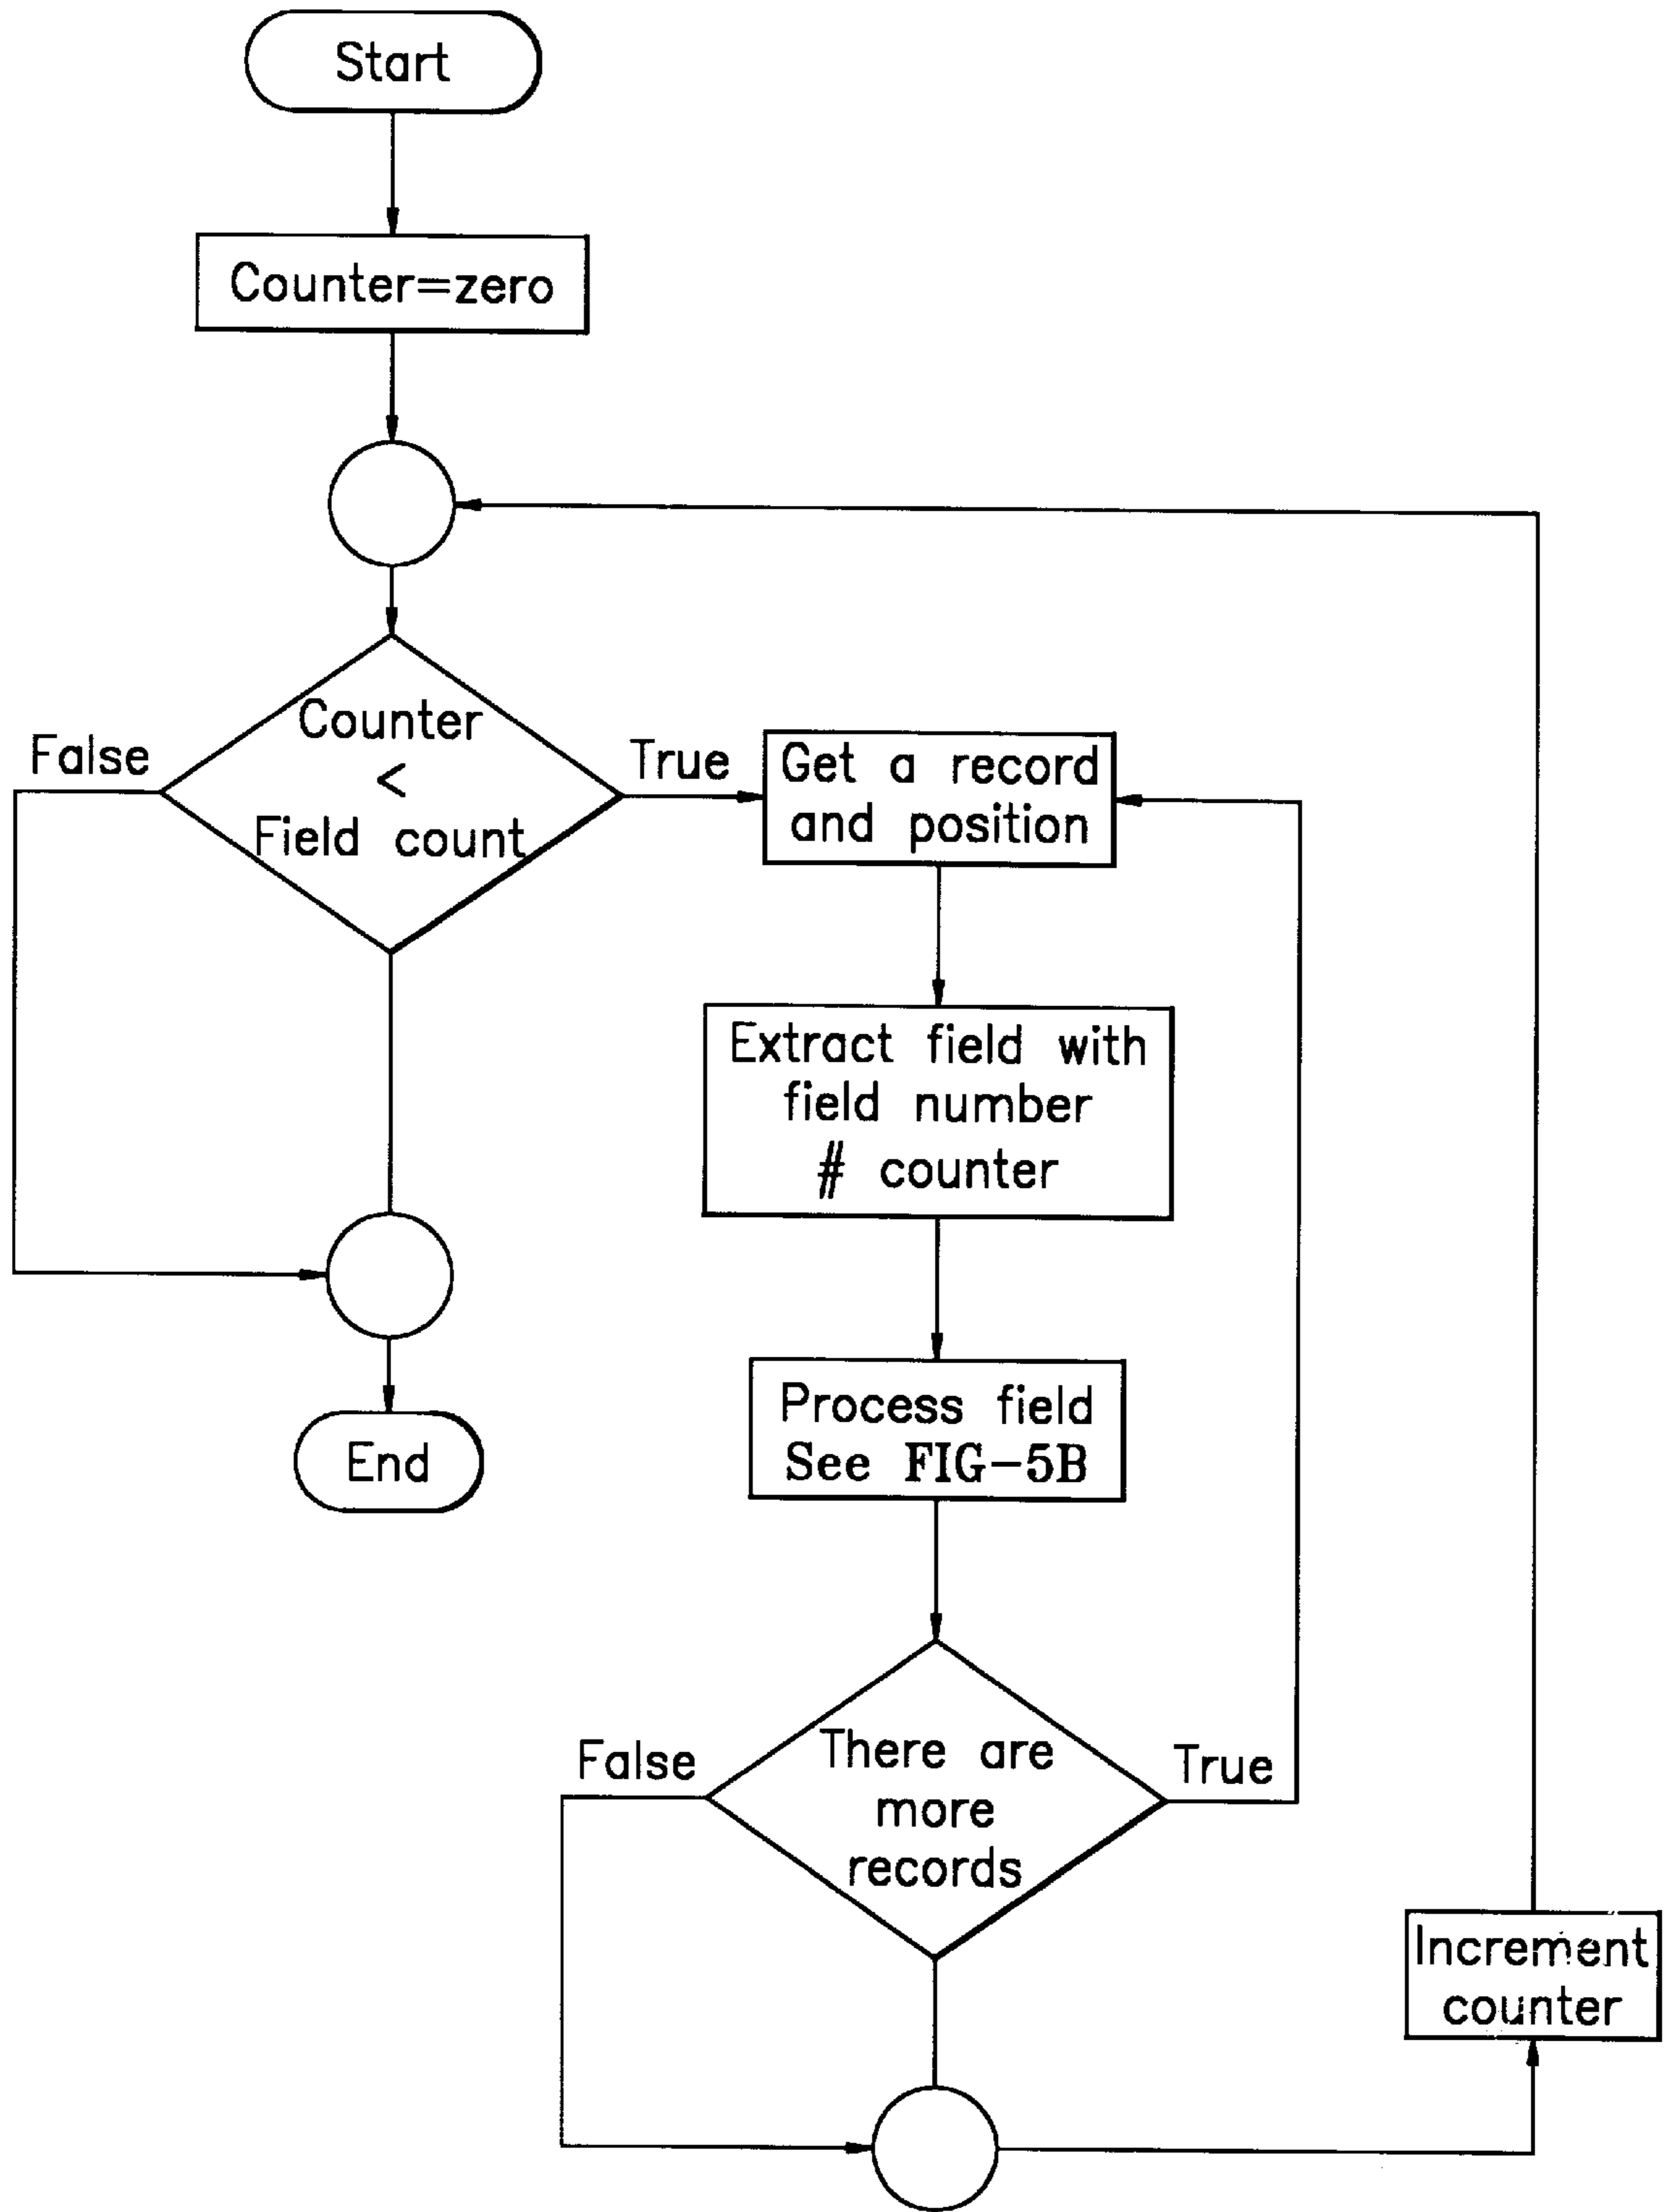 Start
Counter=zero
Counter
<
Field count
False
True
Get a record
and position
Extract field with
field number
# counter
Process field
See FIG-5B
End
There are
more
records
False
True
Increment
counter